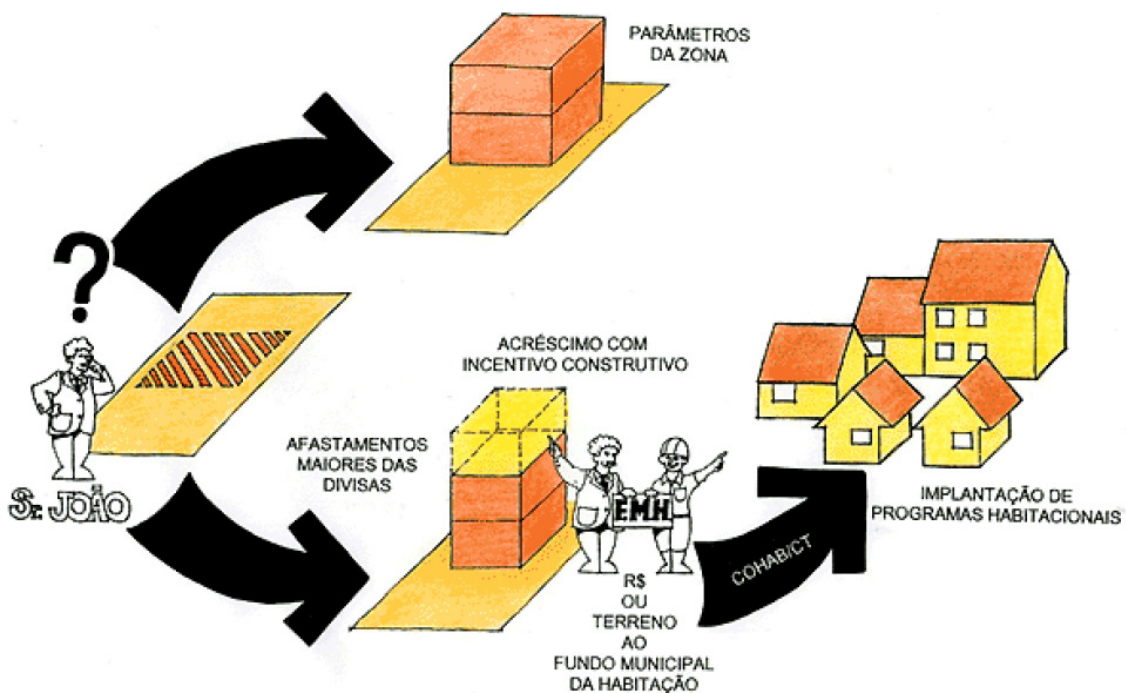 PARÂMETROS
DA ZONA
?
ACRÉSCIMO COM
INCENTIVO CONSTRUTIVO
AFASTAMENTOS
MAIORES DAS
DIVISAS
Sr. JOÃO
FMH
COHAB/CT
IMPLANTAÇÃO DE
PROGRAMAS HABITACIONAIS
R$
OU
TERRENO
AO
FUNDO MUNICIPAL
DA HABITAÇÃO